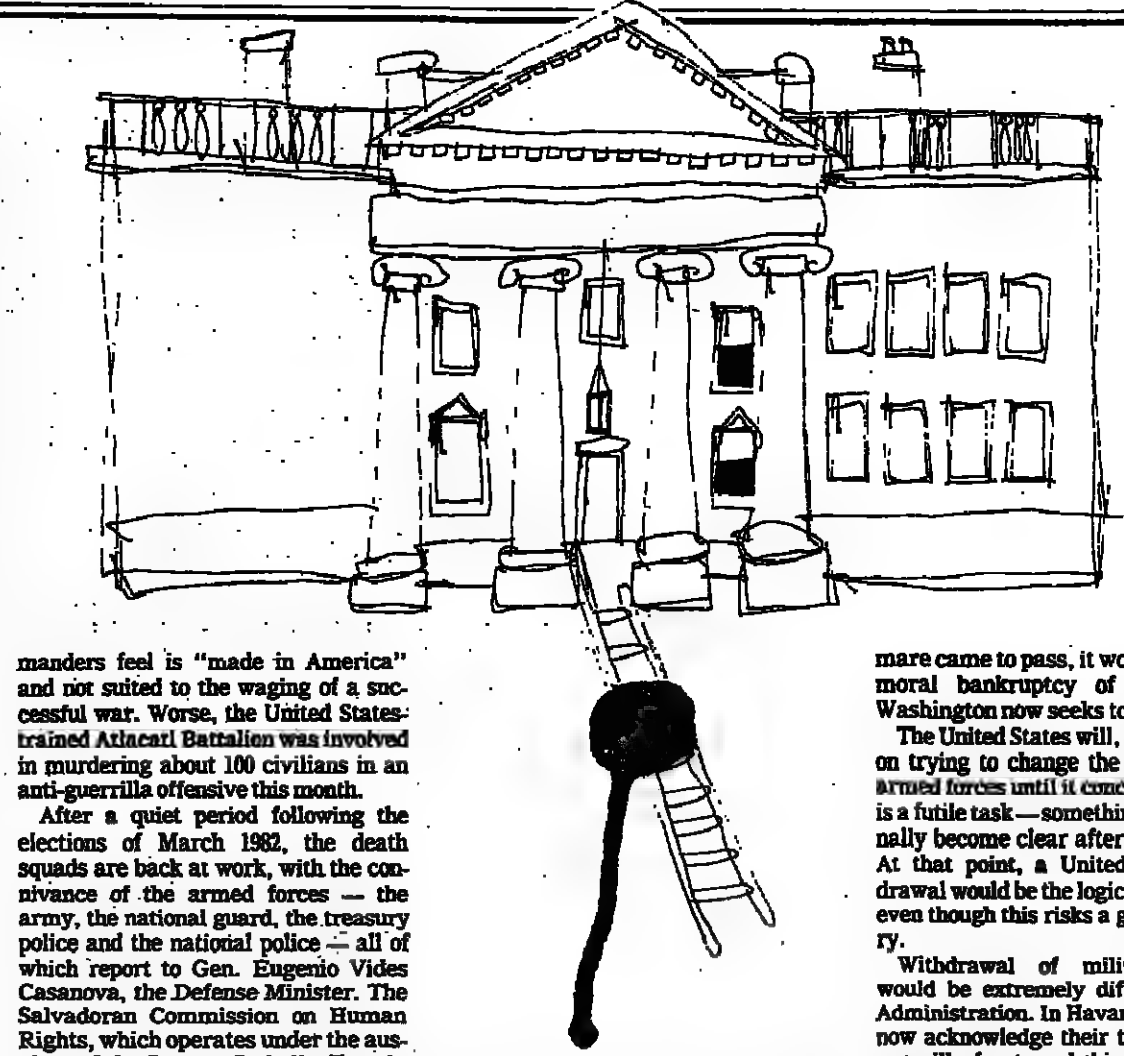 manders feel is “made in America”
and not suited to the waging of a suc-
cessful war. Worse, the United States-
trained Atlacatl Battalion was involved
in murdering about 100 civilians in an
anti-guerrilla offensive this month.
After a quiet period following the
elections of March 1982, the death
squads are back at work, with the con-
nivance of the armed forces — the
army, the national guard, the treasury
police and the national police — all of
which report to Gen. Eugenio Vides
Casanova, the Defense Minister. The
Salvadoran Commission on Human
Rights, which operates under the aus-
mare came to pass, it wo
moral bankruptcy of
Washington now seeks to
The United States will,
on trying to change the
armed forces until it conc
is a futile task — somethin
nally become clear after
At that point, a United
drawal would be the logic
even though this risks a g
ry.
Withdrawal of mili
would be extremely dif
Administration. In Havan
now acknowledge their t